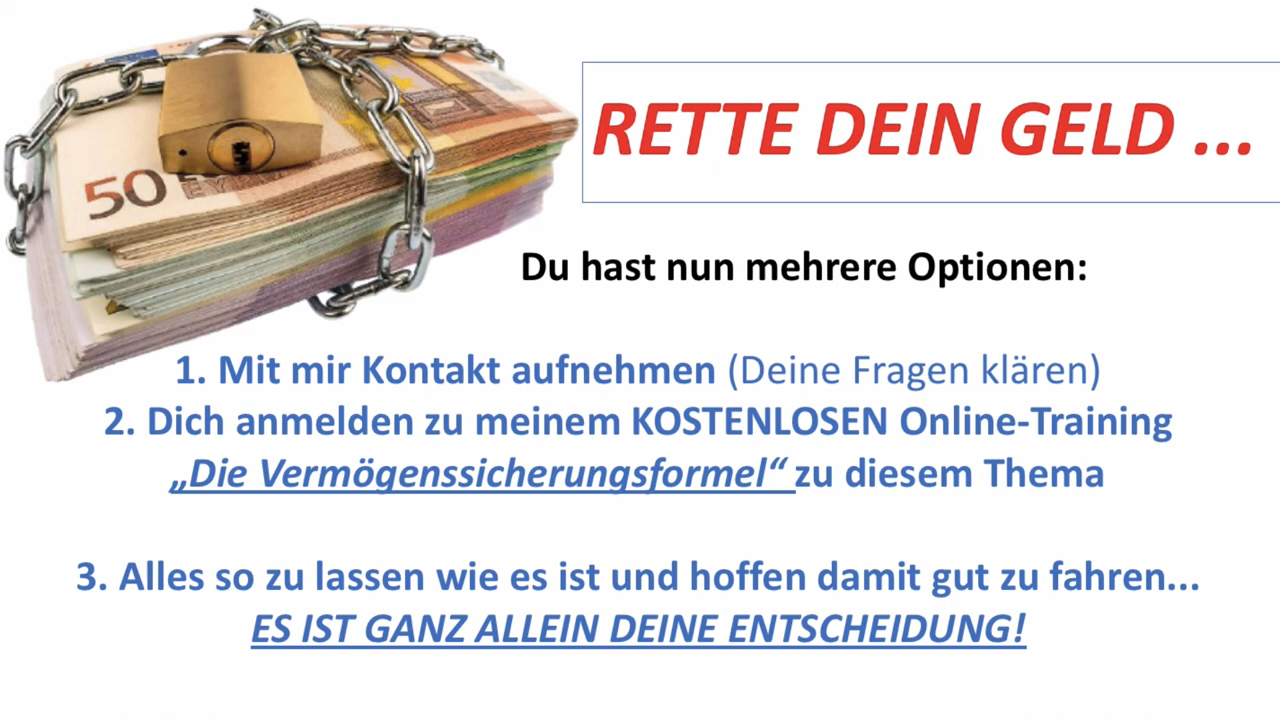 RETTE DEIN GELD ...
50
Du hast nun mehrere Optionen:
1. Mit mir Kontakt aufnehmen (Deine Fragen klären)
2. Dich anmelden zu meinem KOSTENLOSEN Online-Training
„Die Vermögenssicherungsformel“ zu diesem Thema
3. Alles so zu lassen wie es ist und hoffen damit gut zu fahren...
ES IST GANZ ALLEIN DEINE ENTSCHEIDUNG!